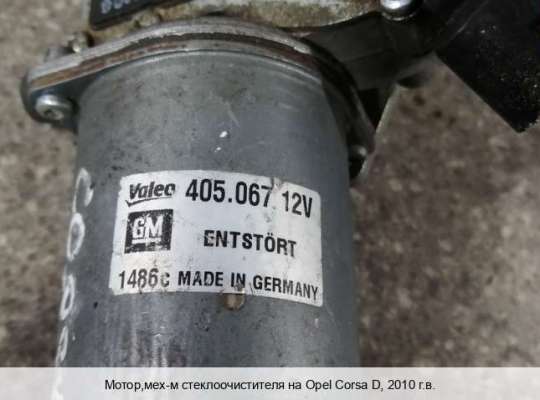 Valeo 405.067 12V
GM ENTSTÖRT
1486c MADE IN GERMANY
Мотор,мех-м стеклоочистителя на Opel Corsa D, 2010 г.в.